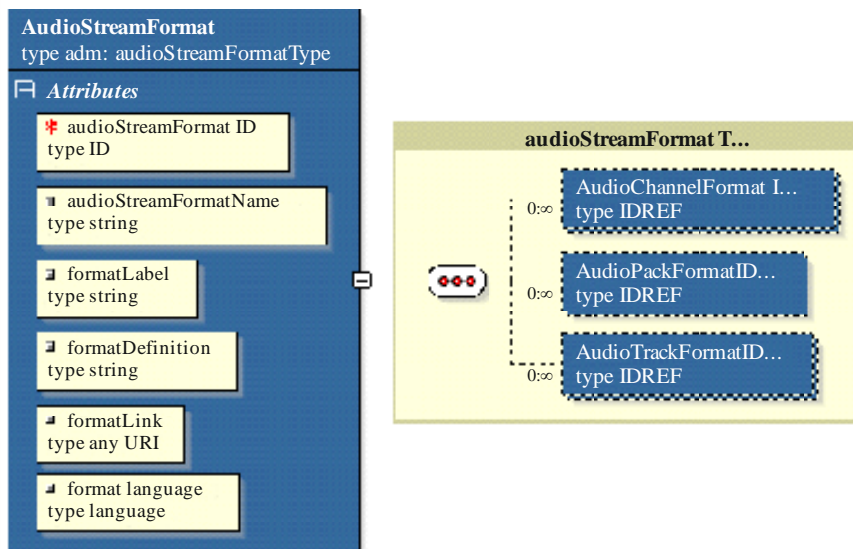 AudioStreamFormat
type adm: audioStreamFormatType
Attributes
audioStreamFormat ID
type ID
audioStreamFormatName
type string
formatLabel
type string
formatDefinition
type string
formatLink
type any URI
format language
type language
audioStreamFormat T...
AudioChannelFormat I...
type IDREF
0:∞
AudioPackFormatID...
type IDREF
0:∞
AudioTrackFormatID...
type IDREF
0:∞